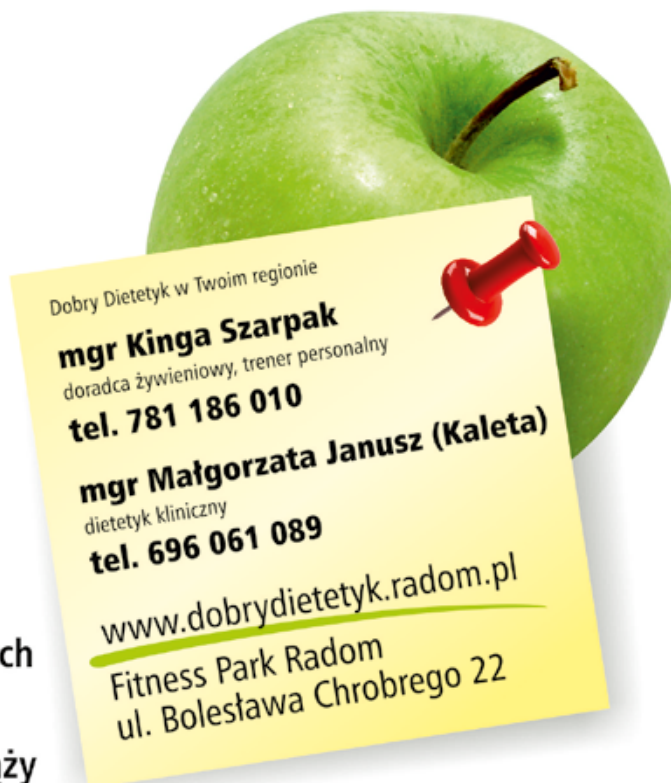 Dobry Dietetyk w Twoim regionie
mgr Kinga Szarpak
doradca żywieniowy, trener personalny
tel. 781 186 010
mgr Małgorzata Janusz (Kaleta)
dietetyk kliniczny
tel. 696 061 089
www.dobrydietetyk.radom.pl
Fitness Park Radom
ul. Bolesława Chrobrego 22